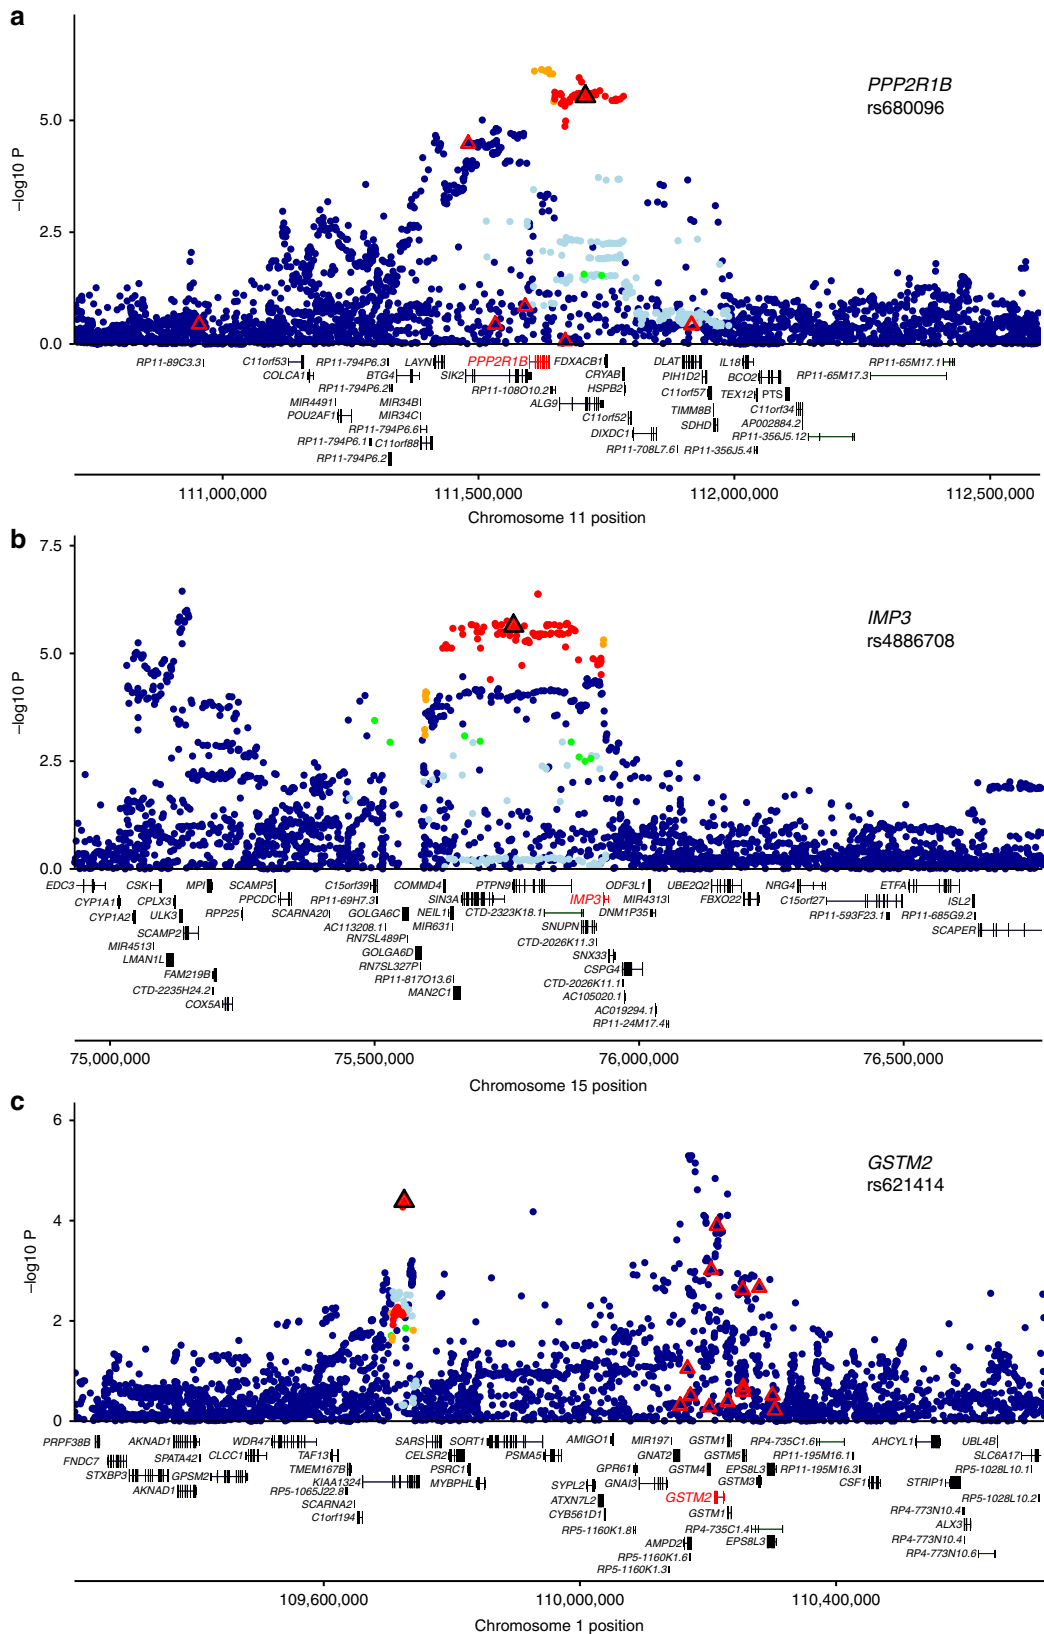 a
PPP2R1B
rs680096
−log10 P
5.0
2.5
0.0
RP11-89C3.3
C11orf53
RP11-794P6.3
LAYN
PPP2R1B
FDXACB1
DLAT
IL18
RP11-65M17.1
COLCA1
BTG4
SIK2
CRYAB
PIH1D2
BCO2
RP11-65M17.3
RP11-794P6.2
RP11-108O10.2
HSPB2
C11orf57
TEX12
PTS
MIR4491
MIR34B
ALG9
TIMM8B
C11orf34
POU2AF1
MIR34C
C11orf52
SDHD
AP002884.2
RP11-794P6.6
DIXDC1
RP11-356J5.12
RP11-794P6.1
C11orf88
RP11-708L7.6
RP11-356J5.4
RP11-794P6.2
111,000,000
111,500,000
112,000,000
112,500,000
Chromosome 11 position
b
IMP3
rs4886708
−log10 P
7.5
5.0
2.5
0.0
EDC3
CSK
MPI
SCAMP5
C15orf39
COMMD4
PTPN9
ODF3L1
UBE2Q2
NRG4
ETFA
CYP1A1
CPLX3
PPCDC
RP11-69H7.3
SIN3A
IMP3
MIR4313
FBXO22
C15orf27
ISL2
CYP1A2
ULK3
RPP25
SCARNA20
GOLGA6C
NEIL1
CTD-2323K18.1
DNM1P35
RP11-593F23.1
RP11-685G9.2
SCAMP2
AC113208.1
MIR631
SNUPN
SCAPER
MIR4513
RN7SL489P
CTD-2026K11.3
LMAN1L
GOLGA6D
SNX33
FAM219B
RN7SL327P
CSPG4
CTD-2235H24.2
RP11-817O13.6
CTD-2026K11.1
COX5A
MAN2C1
AC105020.1
AC019294.1
RP11-24M17.4
75,000,000
75,500,000
76,000,000
76,500,000
Chromosome 15 position
c
GSTM2
rs621414
−log10 P
6
4
2
0
PRPF38B
AKNAD1
WDR47
SARS
SORT1
AMIGO1
MIR197
GSTM1
RP4-735C1.6
AHCYL1
UBL4B
FNDC7
SPATA42
CLCC1
TAF13
CELSR2
PSMA5
GNAT2
GSTM5
RP11-195M16.1
SLC6A17
STXBP3
GPSM2
TMEM167B
PSRC1
GPR61
GSTM4
EPS8L3
RP11-195M16.3
RP5-1028L10.1
AKNAD1
KIAA1324
MYBPHL
SYPL2
GNAI3
GSTM3
CSF1
STRIP1
RP5-1065J22.8
ATXN7L2
GSTM2
RP5-1028L10.2
SCARNA2
CYB561D1
GSTM1
RP4-773N10.4
C1orf194
RP5-1160K1.8
RP4-735C1.4
ALX3
AMPD2
EPS8L3
RP4-773N10.4
RP5-1160K1.6
RP4-773N10.6
RP5-1160K1.3
109,600,000
110,000,000
110,400,000
Chromosome 1 position